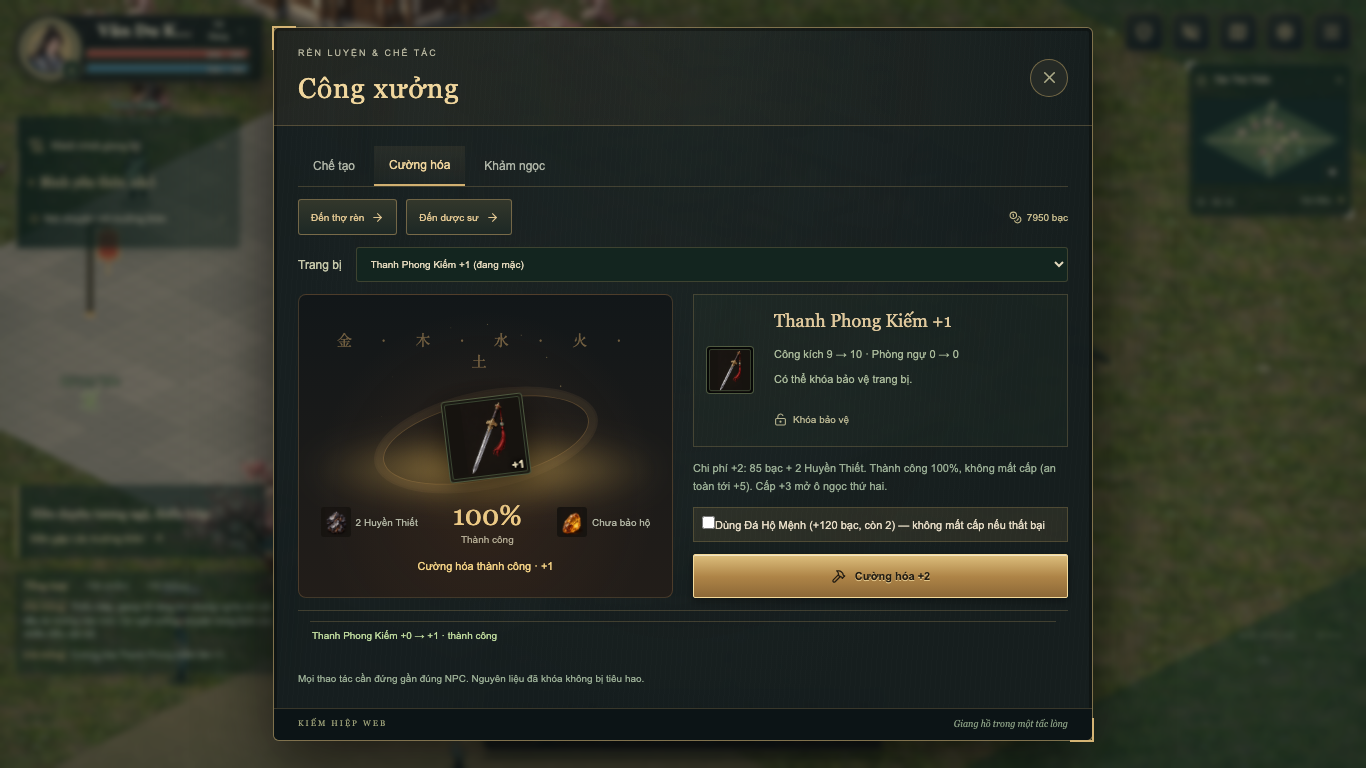 RÈN LUYỆN & CHẾ TÁC
Công xưởng
Chế tạo
Cường hóa
Khảm ngọc
Đến thợ rèn →
Đến dược sư →
7950 bạc
Trang bị
Thanh Phong Kiếm +1 (đang mặc)
金 · 木 · 水 · 火 ·
土
+1
2 Huyền Thiết
100%
Thành công
Chưa bảo hộ
Cường hóa thành công · +1
Thanh Phong Kiếm +1
Công kích 9 → 10 · Phòng ngự 0 → 0
Có thể khóa bảo vệ trang bị.
Khóa bảo vệ
Chi phí +2: 85 bạc + 2 Huyền Thiết. Thành công 100%, không mất cấp (an
toàn tới +5). Cấp +3 mở ô ngọc thứ hai.
Dùng Đá Hộ Mệnh (+120 bạc, còn 2) — không mất cấp nếu thất bại
Cường hóa +2
Thanh Phong Kiếm +0 → +1 · thành công
Mọi thao tác cần đứng gần đúng NPC. Nguyên liệu đã khóa không bị tiêu hao.
KIẾM HIỆP WEB
Giang hồ trong một tấc lòng